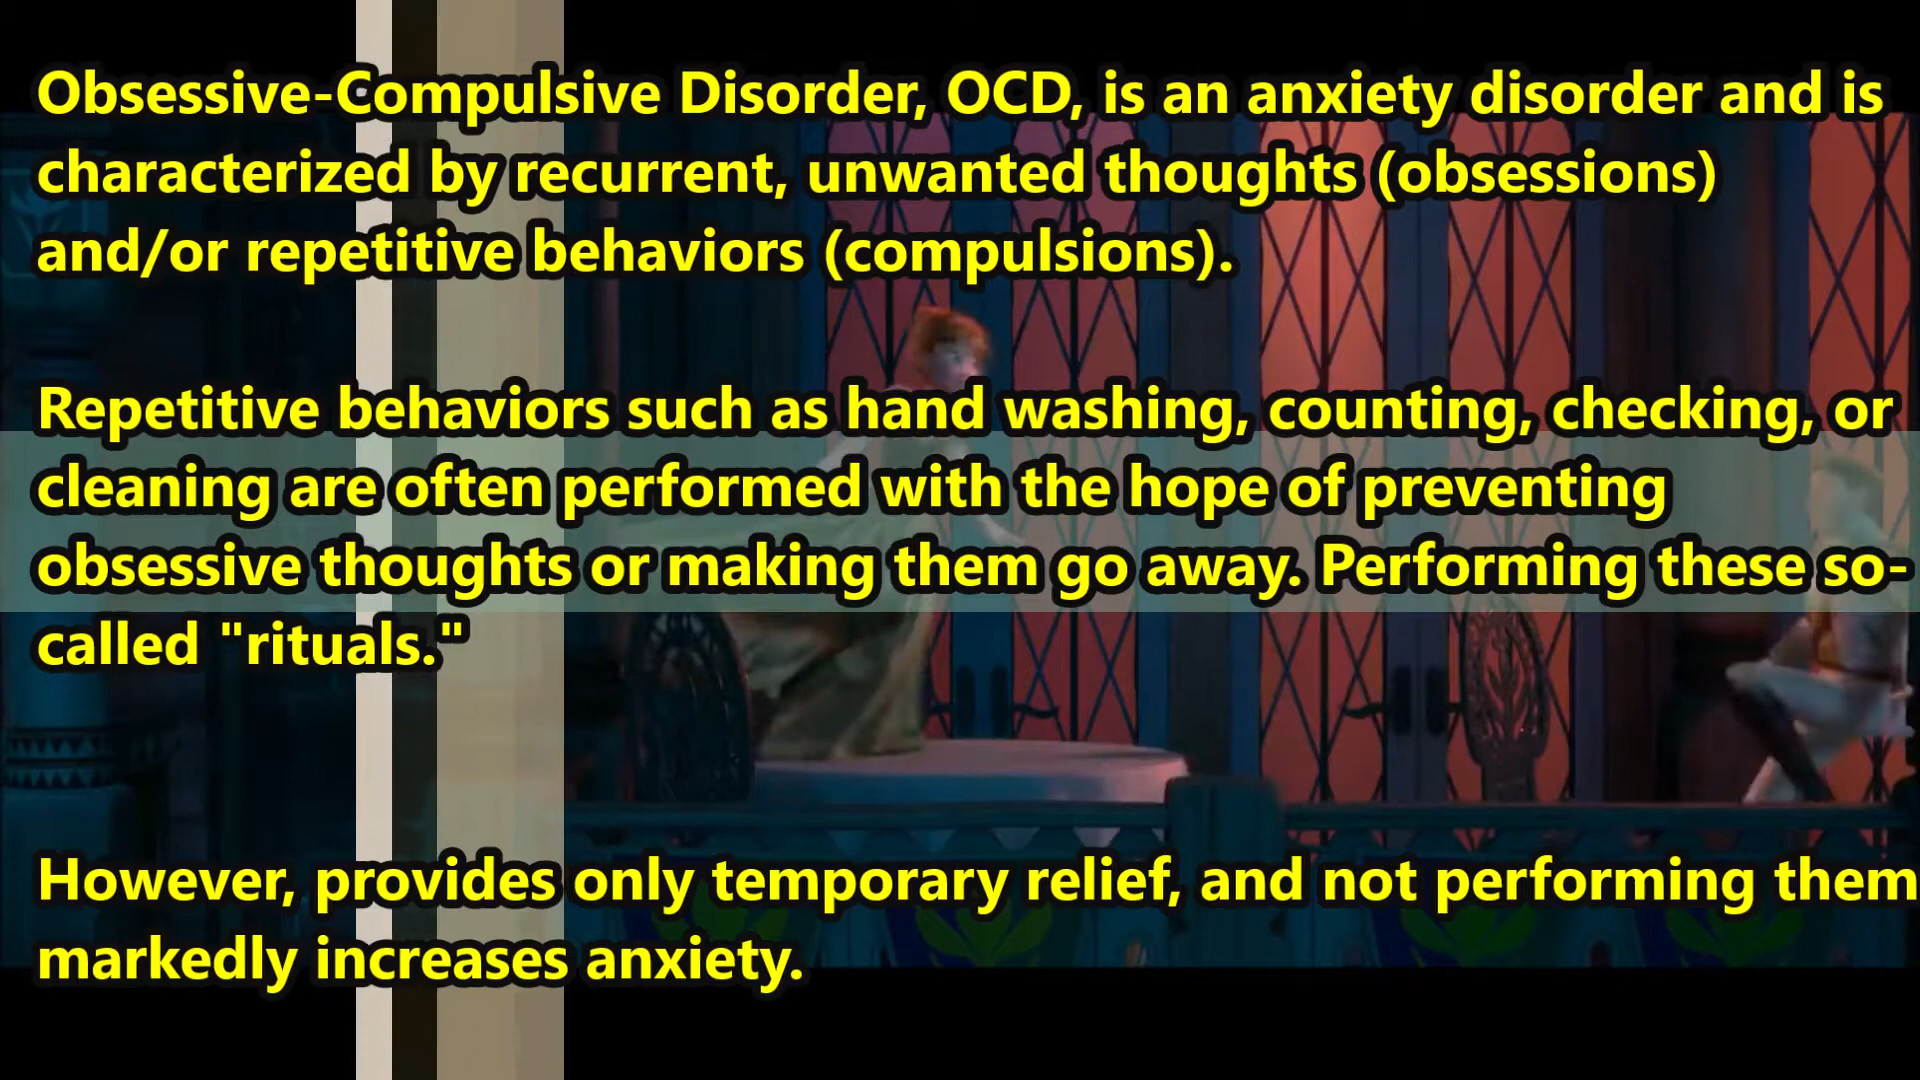 Obsessive-Compulsive Disorder, OCD, is an anxiety disorder and is
characterized by recurrent, unwanted thoughts (obsessions)
and/or repetitive behaviors (compulsions).
Repetitive behaviors such as hand washing, counting, checking, or
cleaning are often performed with the hope of preventing
obsessive thoughts or making them go away. Performing these so-
called "rituals."
However, provides only temporary relief, and not performing them
markedly increases anxiety.